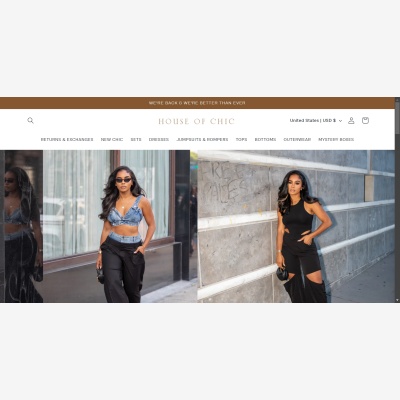 WE'RE BACK & WE'RE BETTER THAN EVER
HOUSE OF CHIC
United States | USD $
RETURNS & EXCHANGES NEW CHIC SETS DRESSES JUMPSUITS & ROMPERS TOPS BOTTOMS OUTERWEAR MYSTERY BOXES